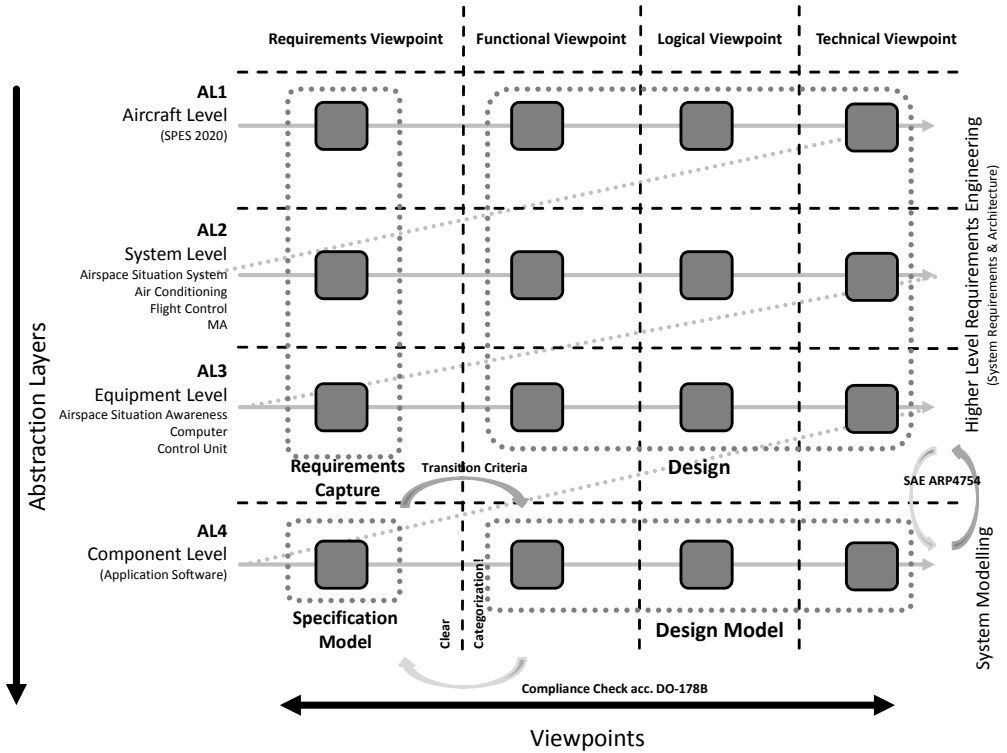 Requirements Viewpoint
Functional Viewpoint
Logical Viewpoint
Technical Viewpoint
AL1
Aircraft Level
(SPES 2020)
AL2
System Level
Airspace Situation System
Air Conditioning
Flight Control
MA
AL3
Equipment Level
Airspace Situation Awareness
Computer
Control Unit
Requirements
Capture
Transition Criteria
Design
SAE ARP4754
AL4
Component Level
(Application Software)
Specification
Model
Clear
Categorization!
Design Model
Compliance Check acc. DO-178B
Viewpoints
Abstraction Layers
Higher Level Requirements Engineering
(System Requirements & Architecture)
System Modelling